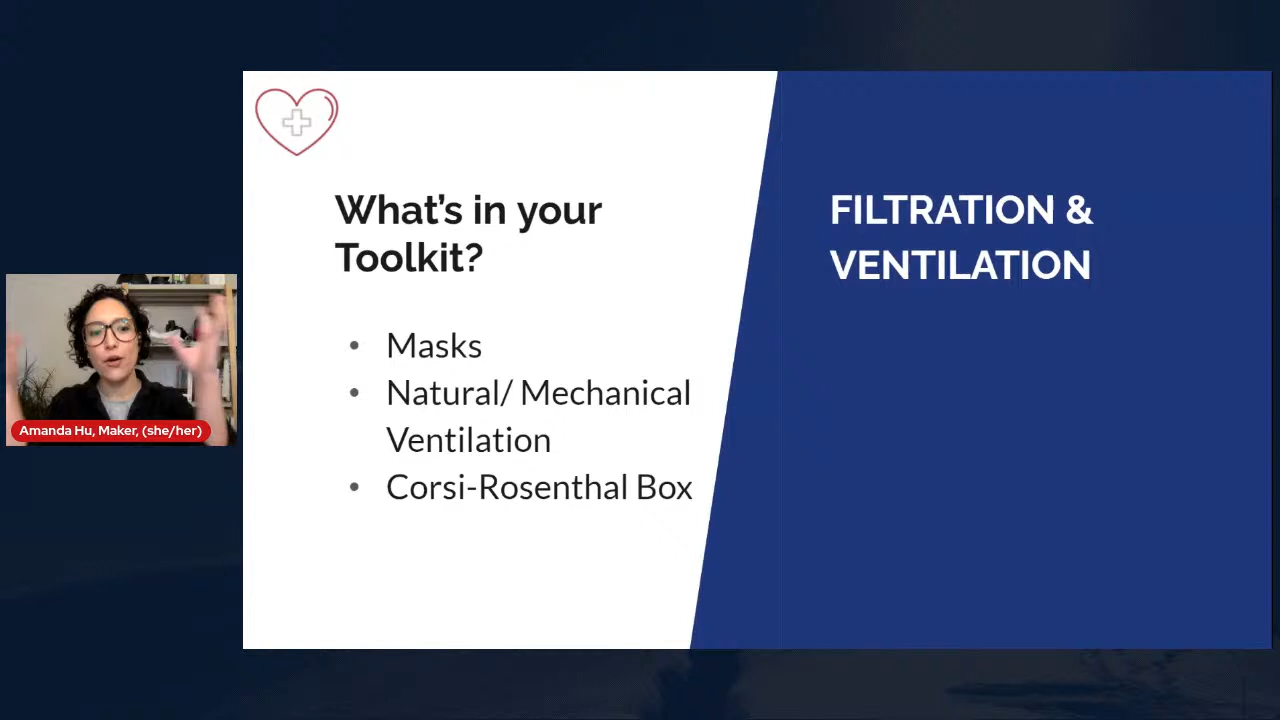 What's in your
Toolkit?
• Masks
• Natural/ Mechanical
Ventilation
• Corsi-Rosenthal Box
FILTRATION &
VENTILATION
Amanda Hu, Maker, (she/her)